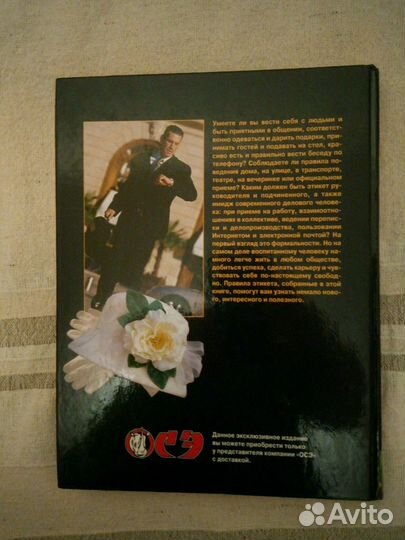 Умеете ли вы вести себя с людьми и
быть приятными в общении, соответст-
венно одеваться и дарить подарки, при-
нимать гостей и подавать на стол, кра-
сиво есть и правильно вести беседу по
телефону? Соблюдаете ли правила по-
ведения дома, на улице, в транспорте,
театре, на вечеринке или официальном
приеме? Каким должен быть этикет ру-
ководителя и подчиненного, а также
имидж современного делового челове-
ка: при приеме на работу, взаимоотно-
шениях в коллективе, ведении переписки
и делопроизводства, пользовании
Интернетом и электронной почтой? На
первый взгляд это формальности. Но на
самом деле воспитанному человеку на-
много легче жить в любом обществе,
добиться успеха, сделать карьеру и чув-
ствовать себя по-настоящему свобод-
но. Правила этикета, собранные в этой
книге, помогут вам узнать немало ново-
го, интересного и полезного.
ОСЭ
Данное эксклюзивное издание
вы можете приобрести только
у представителя компании «ОСЭ»
с доставкой.
Avito